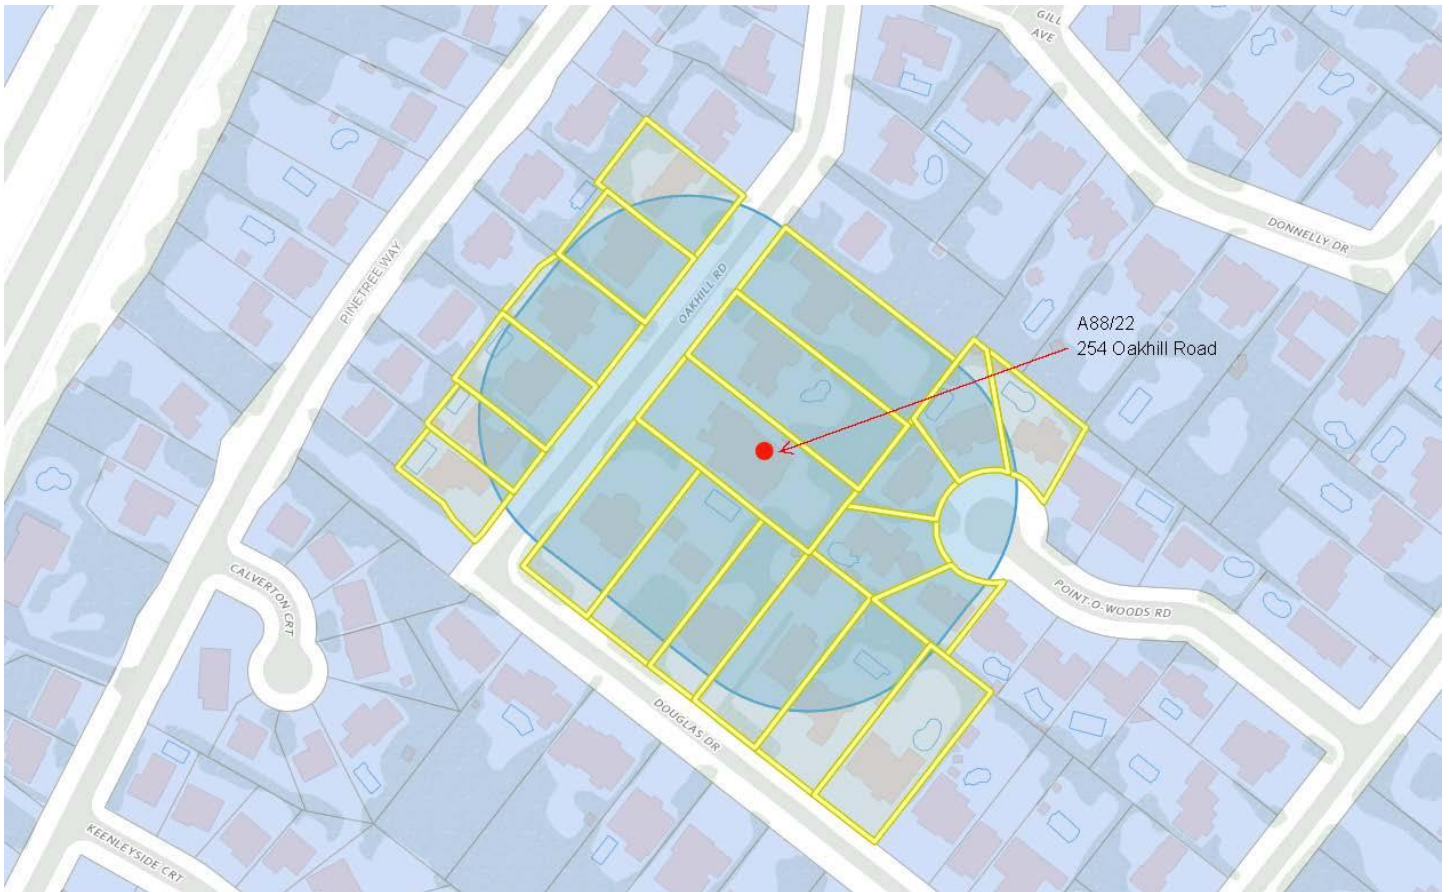 GILL
AVE
DONNELLY DR
PINETREE WAY
OAKHILL RD
A88/22
254 Oakhill Road
CALVERTON CRT
POINT-O-WOODS RD
DOUGLAS DR
KEENLEYSIDE CRT